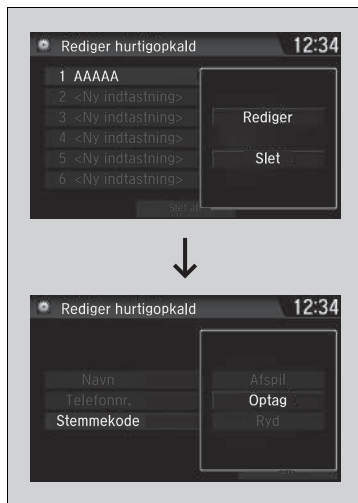 Rediger hurtigopkald 12:34
1 AAAAA
2 <Ny indtastning>
3 <Ny indtastning>
4 <Ny indtastning>
5 <Ny indtastning>
6 <Ny indtastning>
Rediger
Slet
Slet alt
Rediger hurtigopkald 12:34
Navn
Telefonnr.
Stemmekode
Afspil
Optag
Ryd